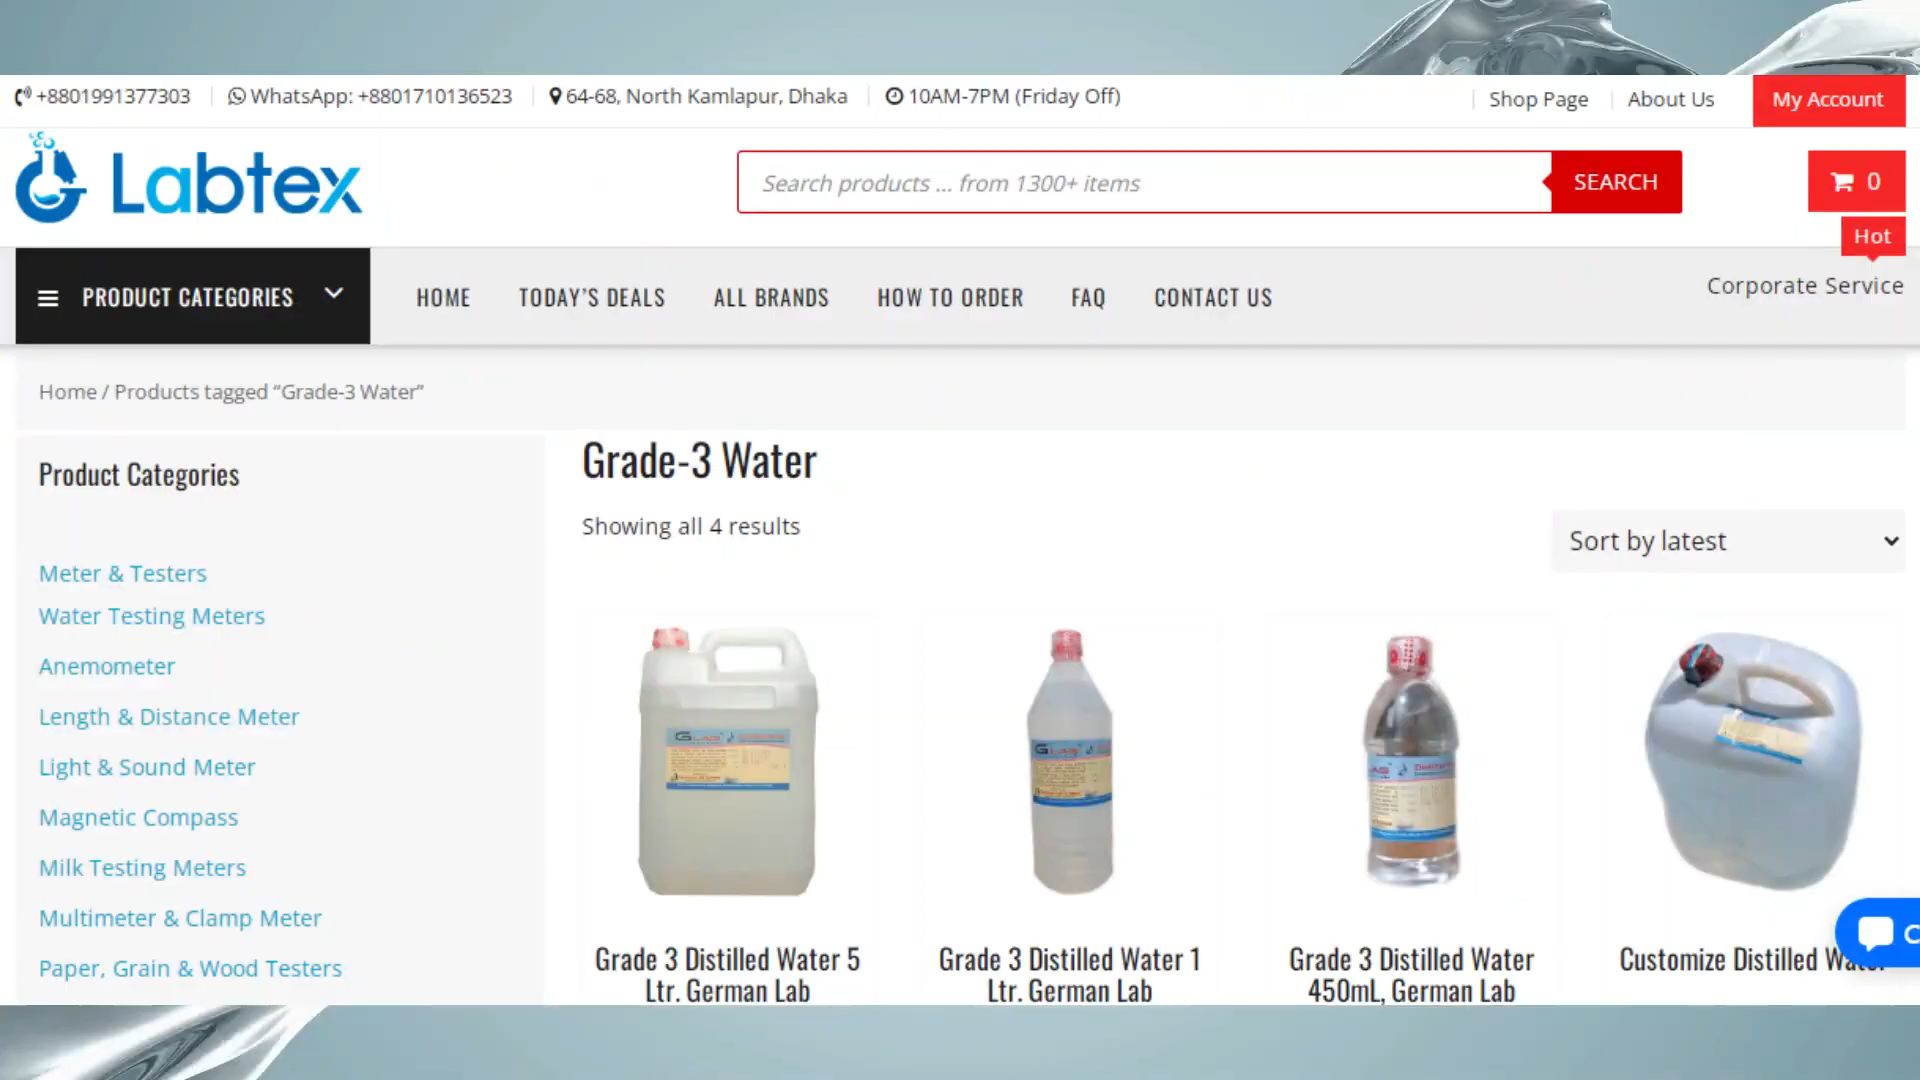 +8801991377303
WhatsApp: +8801710136523
64-68, North Kamlapur, Dhaka
10AM-7PM (Friday Off)
Shop Page
About Us
My Account
Labtex
Search products ... from 1300+ items
SEARCH
0
Hot
PRODUCT CATEGORIES
HOME
TODAY'S DEALS
ALL BRANDS
HOW TO ORDER
FAQ
CONTACT US
Corporate Service
Home / Products tagged “Grade-3 Water”
Product Categories
Meter & Testers
Water Testing Meters
Anemometer
Length & Distance Meter
Light & Sound Meter
Magnetic Compass
Milk Testing Meters
Multimeter & Clamp Meter
Paper, Grain & Wood Testers
Grade-3 Water
Showing all 4 results
Sort by latest
Grade 3 Distilled Water 5
Ltr. German Lab
Grade 3 Distilled Water 1
Ltr. German Lab
Grade 3 Distilled Water
450mL, German Lab
Customize Distilled Water